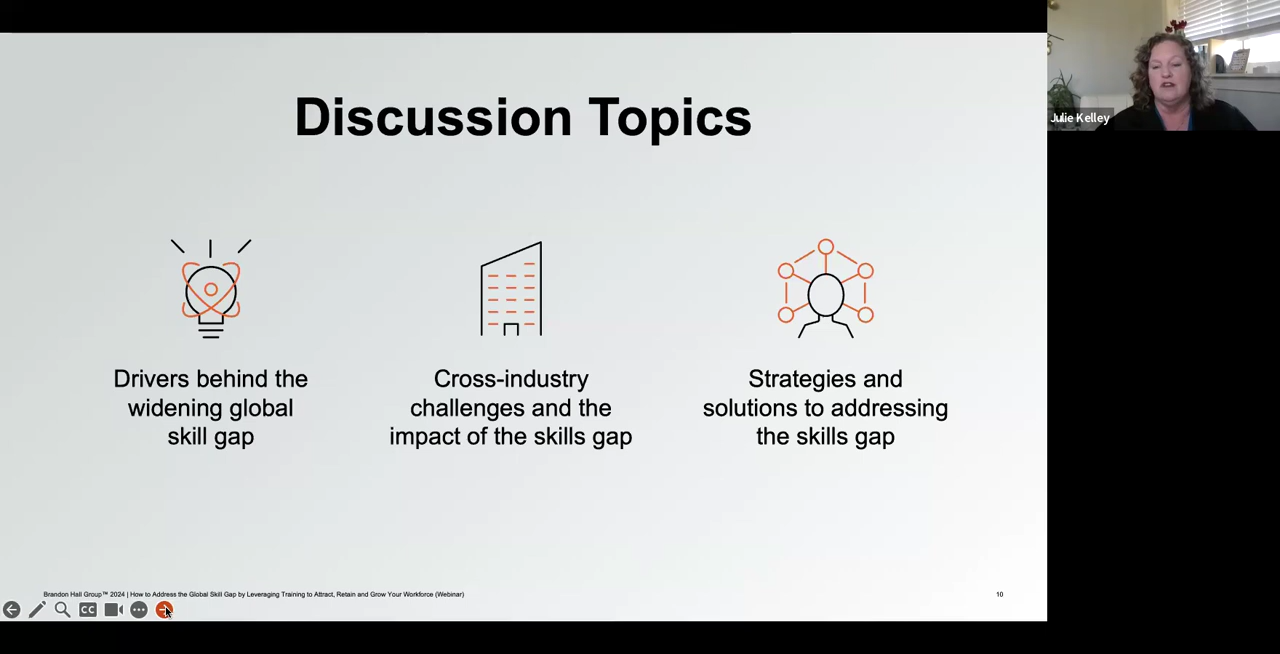 Discussion Topics
Drivers behind the
widening global
skill gap
Cross-industry
challenges and the
impact of the skills gap
Strategies and
solutions to addressing
the skills gap
Brandon Hall Group™ 2024 | How to Address the Global Skill Gap by Leveraging Training to Attract, Retain and Grow Your Workforce (Webinar)
10
CC
Julie Kelley